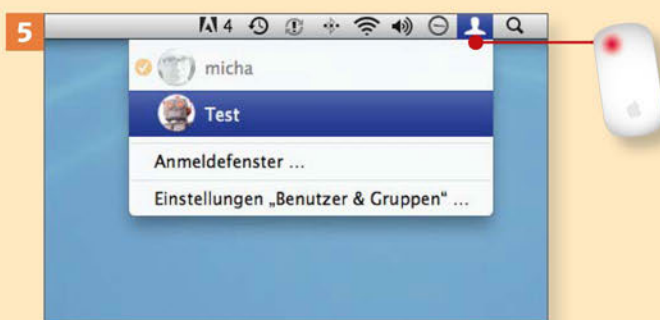 5
4
micha
Test
Anmeldefenster ...
Einstellungen „Benutzer & Gruppen“ ...